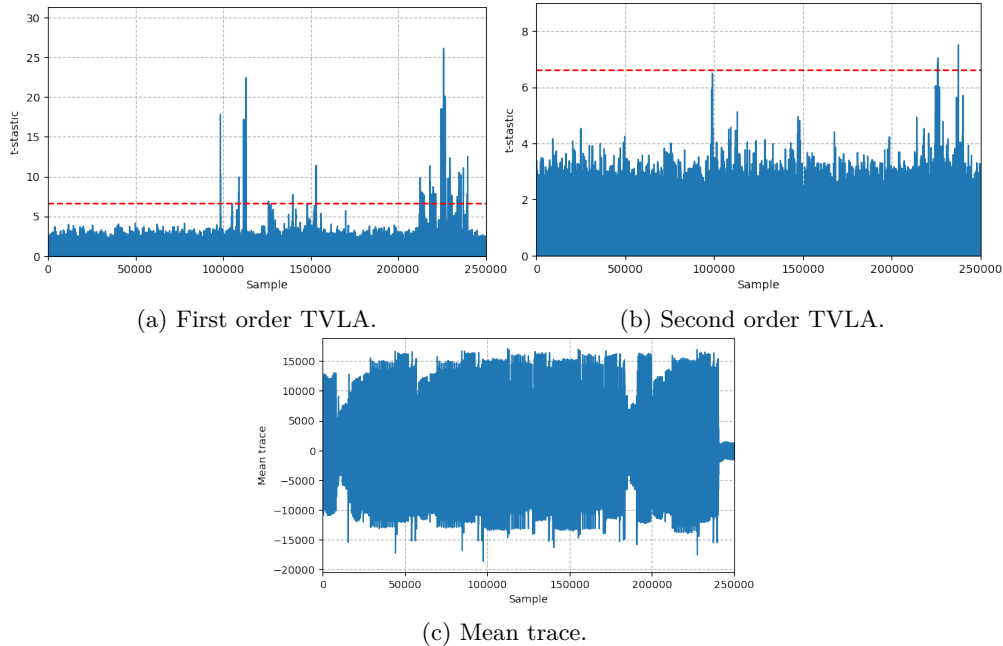 30
25
20
15
10
5
0
t-stastic
0 50000 100000 150000 200000 250000
Sample
(a) First order TVLA.
8
6
4
2
0
t-stastic
0 50000 100000 150000 200000 250000
Sample
(b) Second order TVLA.
15000
10000
5000
0
−5000
−10000
−15000
−20000
Mean trace
0 50000 100000 150000 200000 250000
Sample
(c) Mean trace.